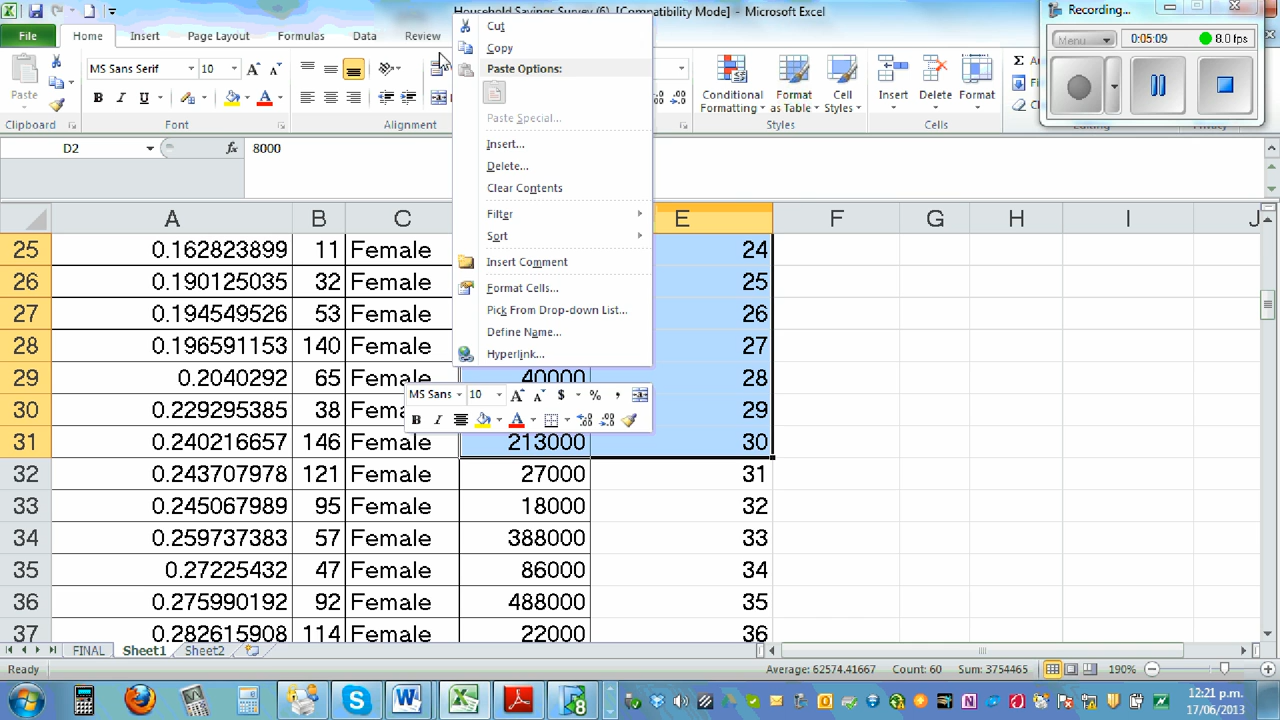 Household Savings Survey (6) [Compatibility Mode] - Microsoft Excel
Recording...
File Home Insert Page Layout Formulas Data Review
Menu 0:05:09 8.0 fps
MS Sans Serif 10
Paste
B I U
Clipboard Font Alignment
Cut
Copy
Paste Options:
Paste Special...
Insert...
Delete...
Clear Contents
Filter
Sort
Insert Comment
Format Cells...
Pick From Drop-down List...
Define Name...
Hyperlink...
Conditional Formatting
Format as Table
Cell Styles
Insert Delete Format
Styles Cells Editing
D2 fx 8000
A B C E F G H I J
25 0.162823899 11 Female 24
26 0.190125035 32 Female 25
27 0.194549526 53 Female 26
28 0.196591153 140 Female 27
29 0.2040292 65 Female 40000 28
MS Sans 10 $ % ,
B I A
30 0.229295385 38 29
31 0.240216657 146 Female 213000 30
32 0.243707978 121 Female 27000 31
33 0.245067989 95 Female 18000 32
34 0.259737383 57 Female 388000 33
35 0.27225432 47 Female 86000 34
36 0.275990192 92 Female 488000 35
37 0.282615908 114 Female 22000 36
FINAL Sheet1 Sheet2
Ready Average: 62574.41667 Count: 60 Sum: 3754465 190%
12:21 p.m.
17/06/2013